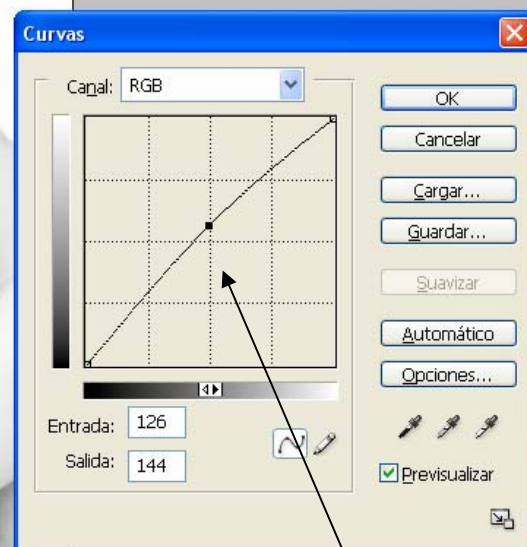 Curvas
Canal: RGB
OK
Cancelar
Cargar...
Guardar...
Suavizar
Automático
Opciones...
Entrada: 126
Salida: 144
Previsualizar